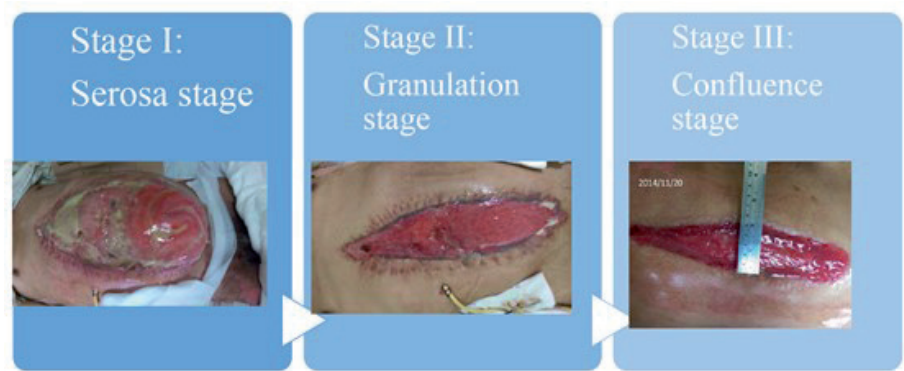 Stage I:
Serosa stage
Stage II:
Granulation
stage
Stage III:
Confluence
stage
2014/11/20